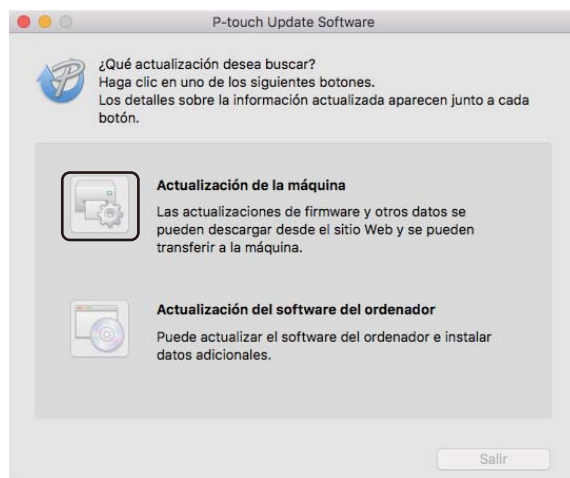 P-touch Update Software
¿Qué actualización desea buscar?
Haga clic en uno de los siguientes botones.
Los detalles sobre la información actualizada aparecen junto a cada
botón.
Actualización de la máquina
Las actualizaciones de firmware y otros datos se
pueden descargar desde el sitio Web y se pueden
transferir a la máquina.
Actualización del software del ordenador
Puede actualizar el software del ordenador e instalar
datos adicionales.
Salir